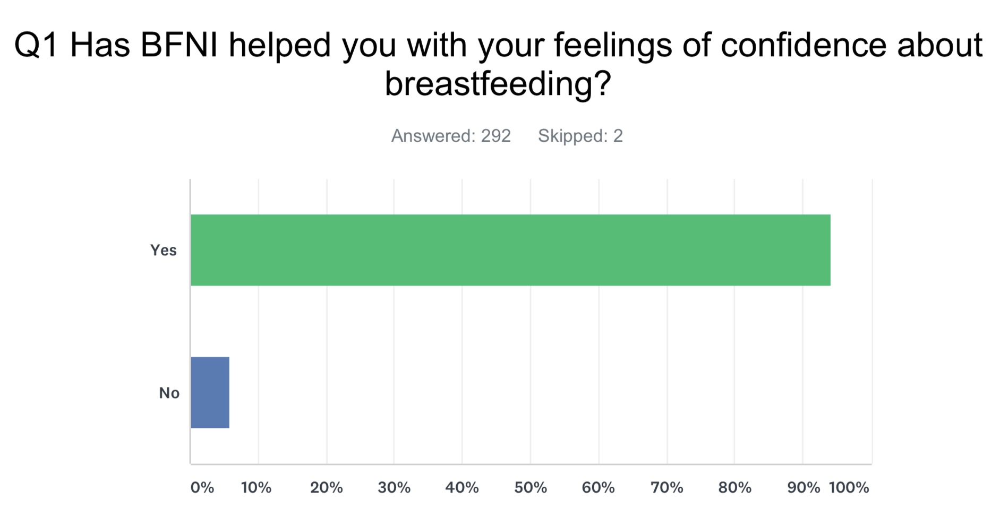 Q1 Has BFNI helped you with your feelings of confidence about
breastfeeding?
Answered: 292 Skipped: 2
Yes
No
0% 10% 20% 30% 40% 50% 60% 70% 80% 90% 100%